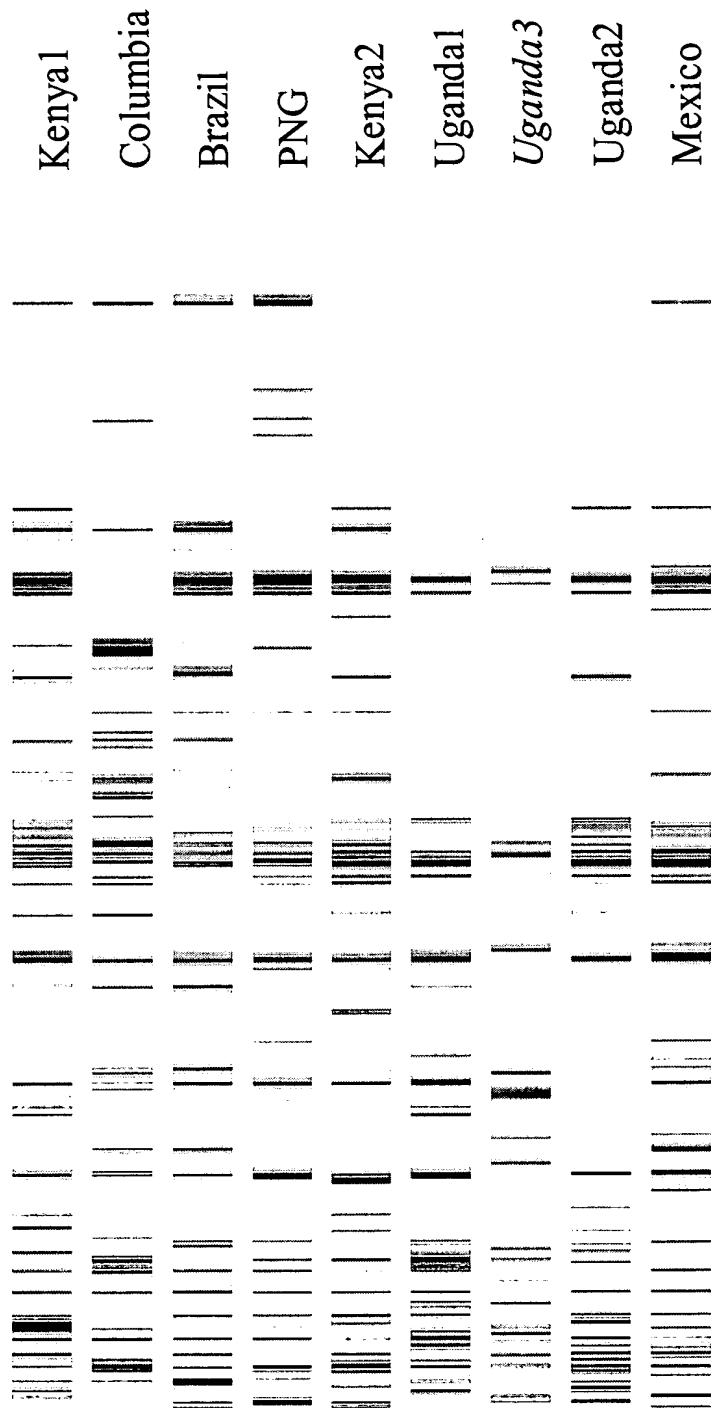 Kenya1
Columbia
Brazil
PNG
Kenya2
Uganda1
Uganda3
Uganda2
Mexico